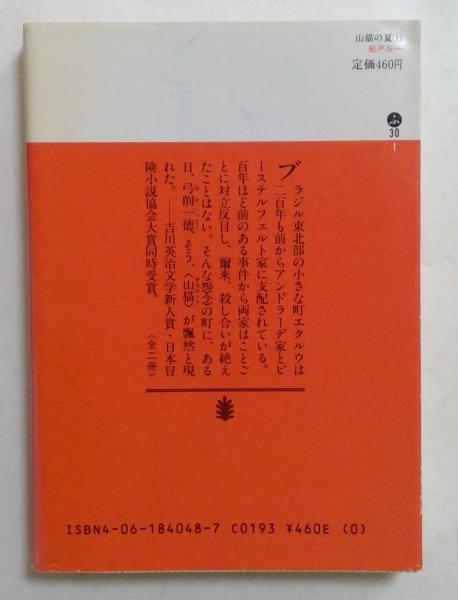 山猫の夏 上
船戸与一
定価460円
ふ
30
1
ブラジル東北部の小さな町エクルウは
二百年も前からアンドラーデ家とビ
ーステルフェルト家に支配されている。
百年ほど前のある事件から両家はことご
とに対立反目し、爾来、殺し合いが絶え
たことはない。そんな怨念の町に、ある
日、弓削一徳、そう、〈山猫〉が飄然と現
れた。——吉川英治文学新人賞・日本冒
険小説協会大賞同時受賞。
〈全二冊〉
ISBN4-06-184048-7 C0193 ¥460E (0)